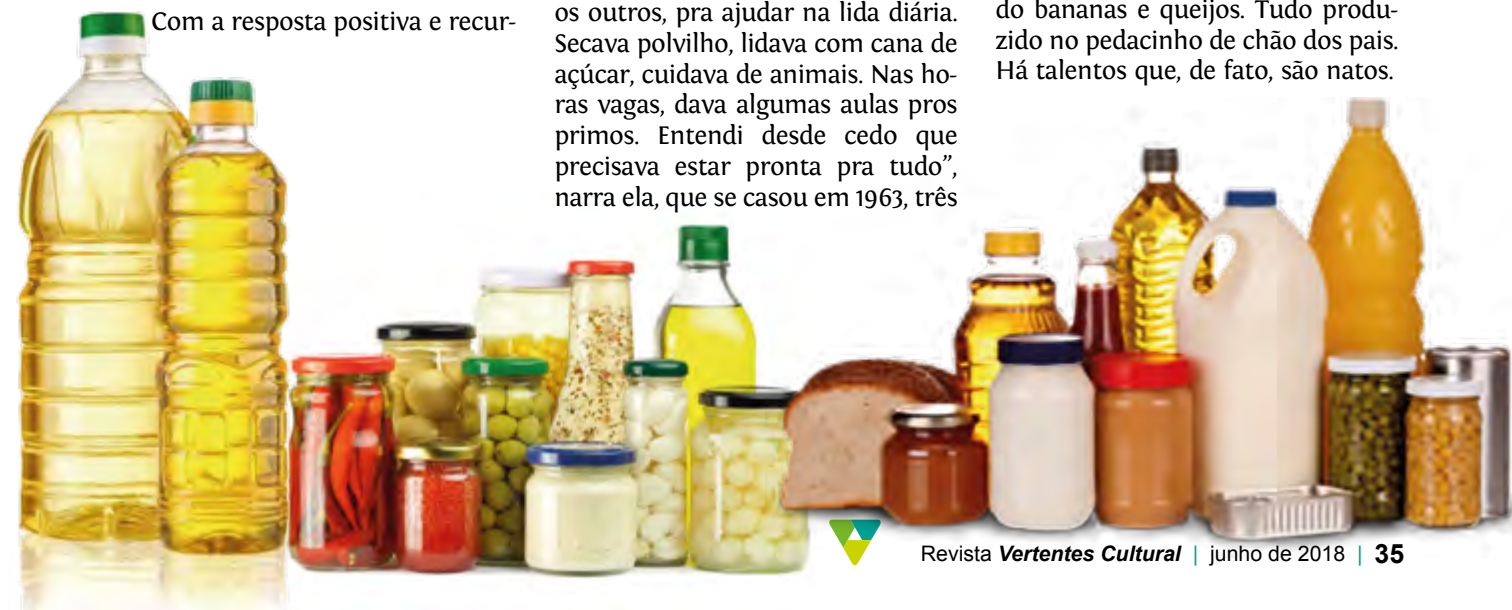 Com a resposta positiva e recur-
os outros, pra ajudar na lida diária.
Secava polvilho, lidava com cana de
açúcar, cuidava de animais. Nas ho-
ras vagas, dava algumas aulas pros
primos. Entendi desde cedo que
precisava estar pronta pra tudo”,
narra ela, que se casou em 1963, três
do bananas e queijos. Tudo produ-
zido no pedacinho de chão dos pais.
Há talentos que, de fato, são natos.
Revista Vertentes Cultural | junho de 2018 | 35